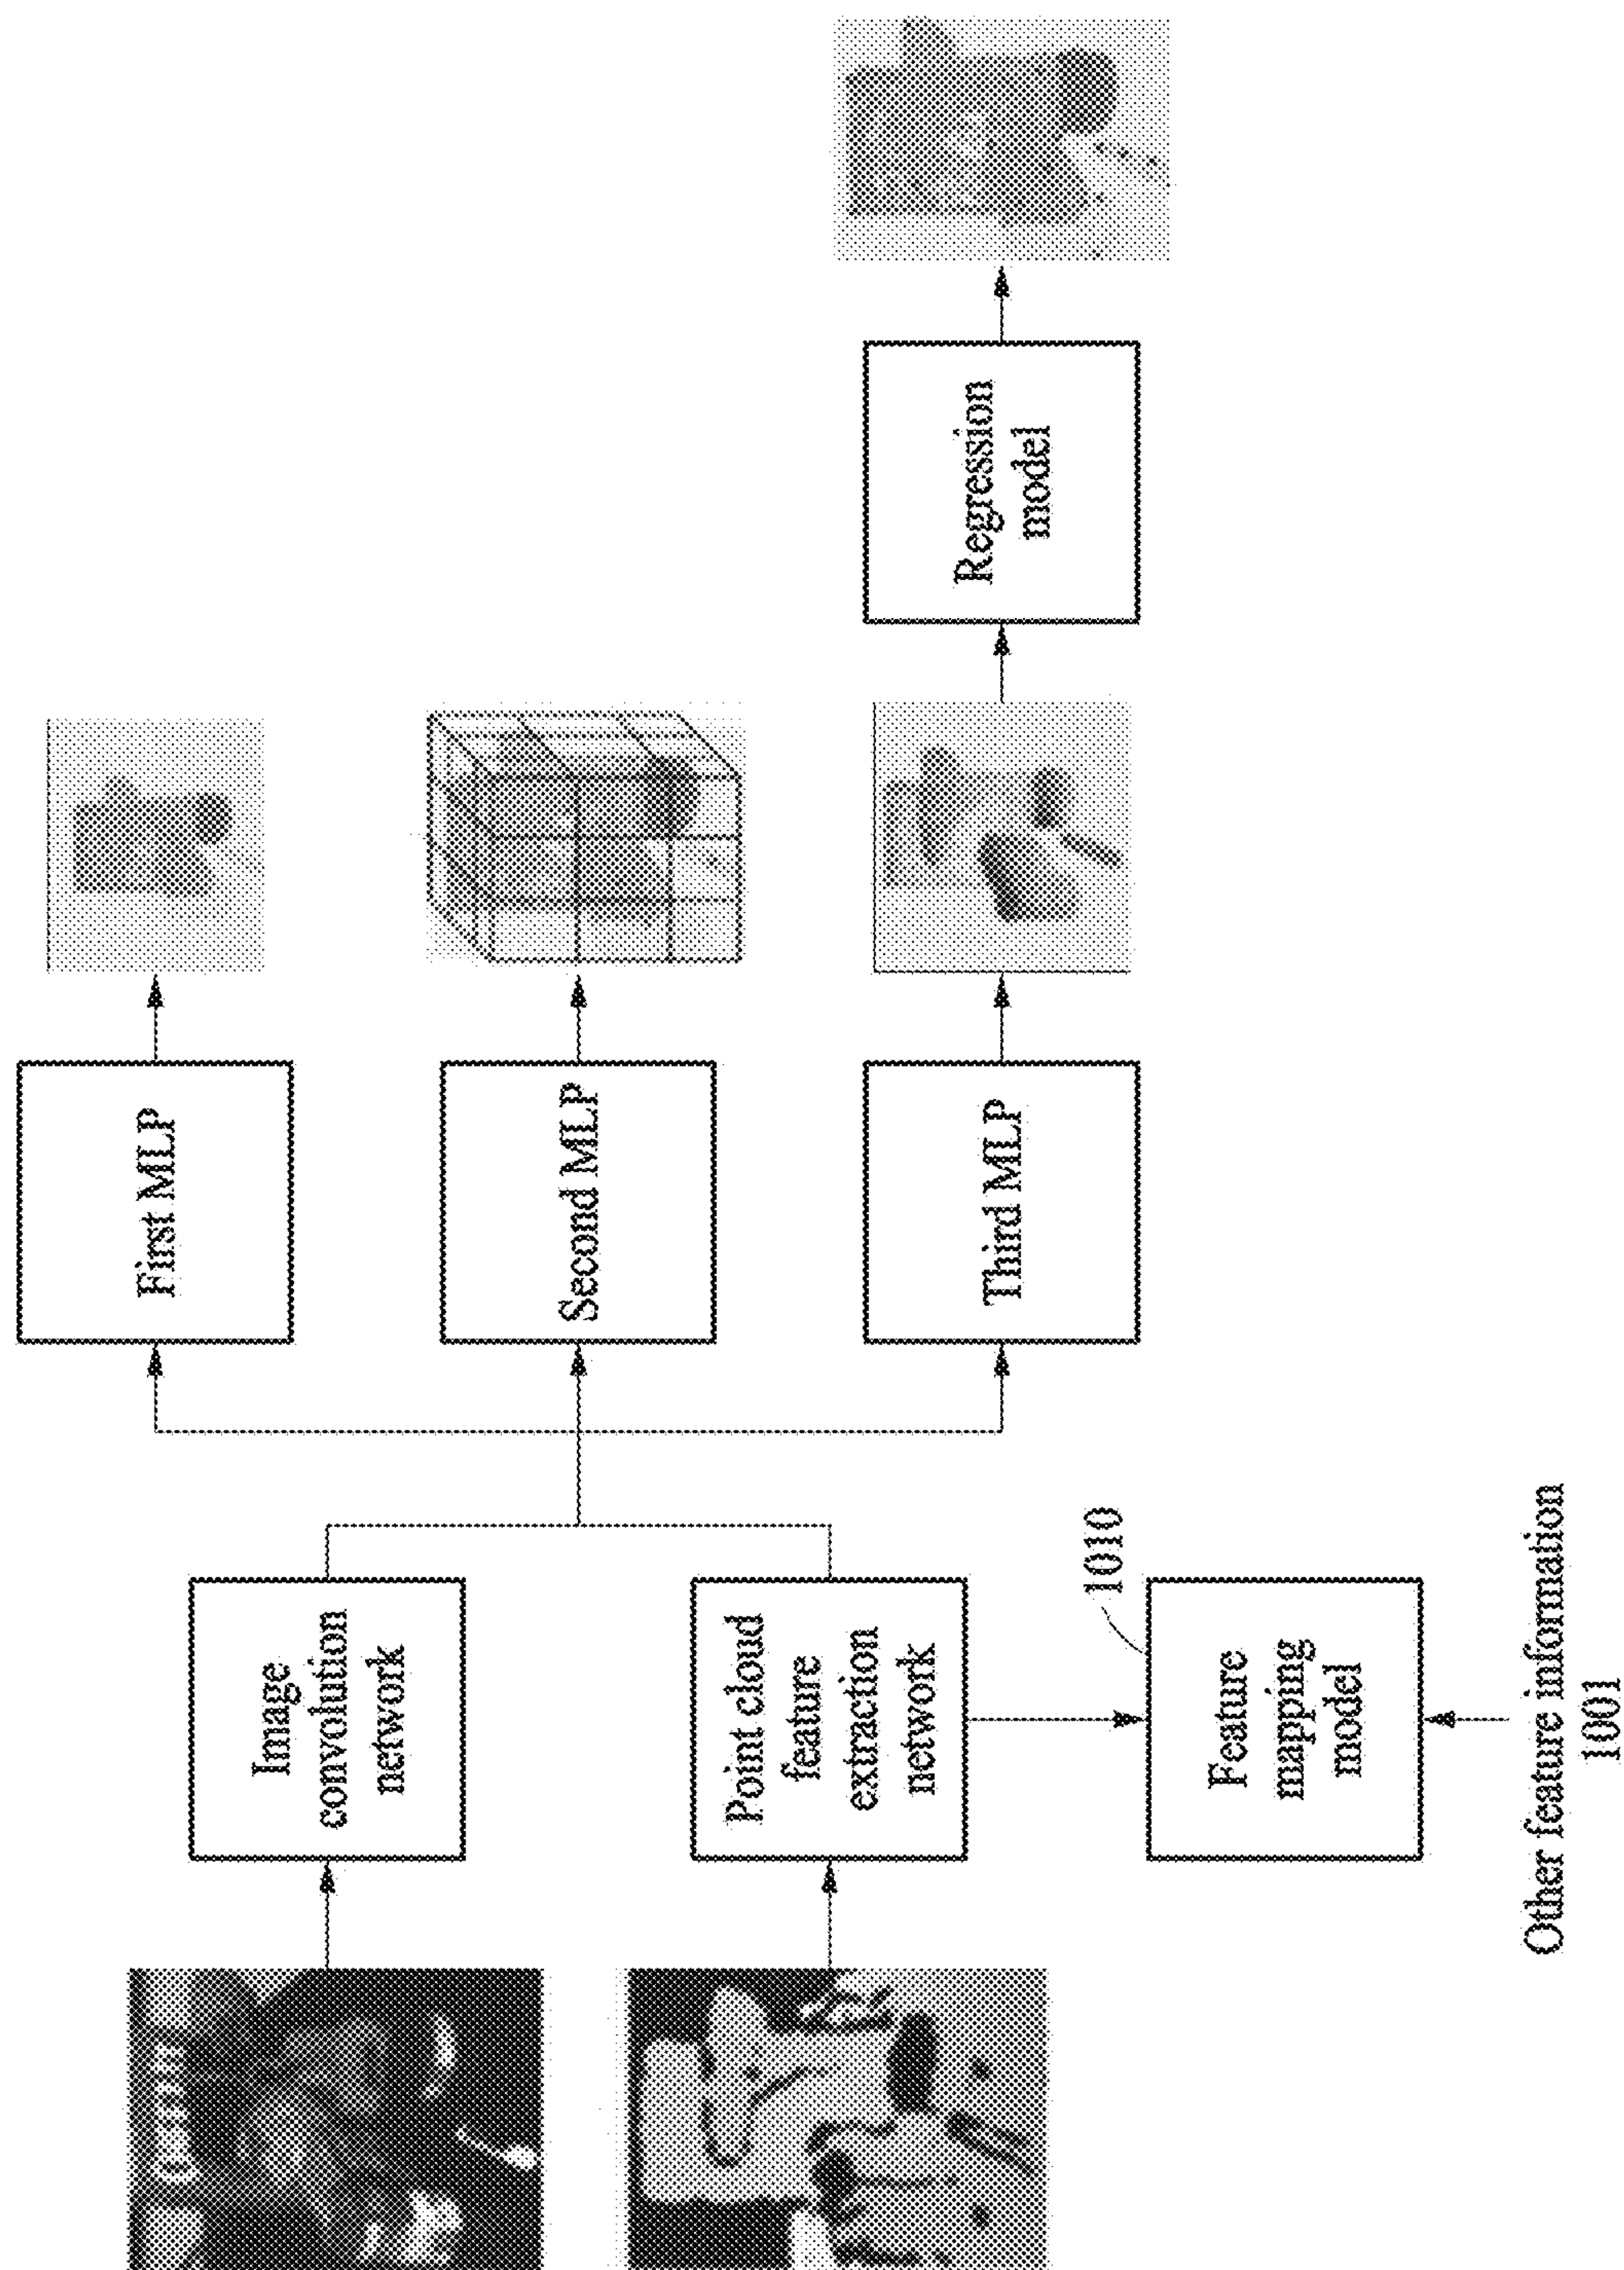 Image
convolution
network
Point cloud
feature
extraction
network
Feature
mapping
model
1010
Other feature information
1001
First MLP
Second MLP
Third MLP
Regression
model